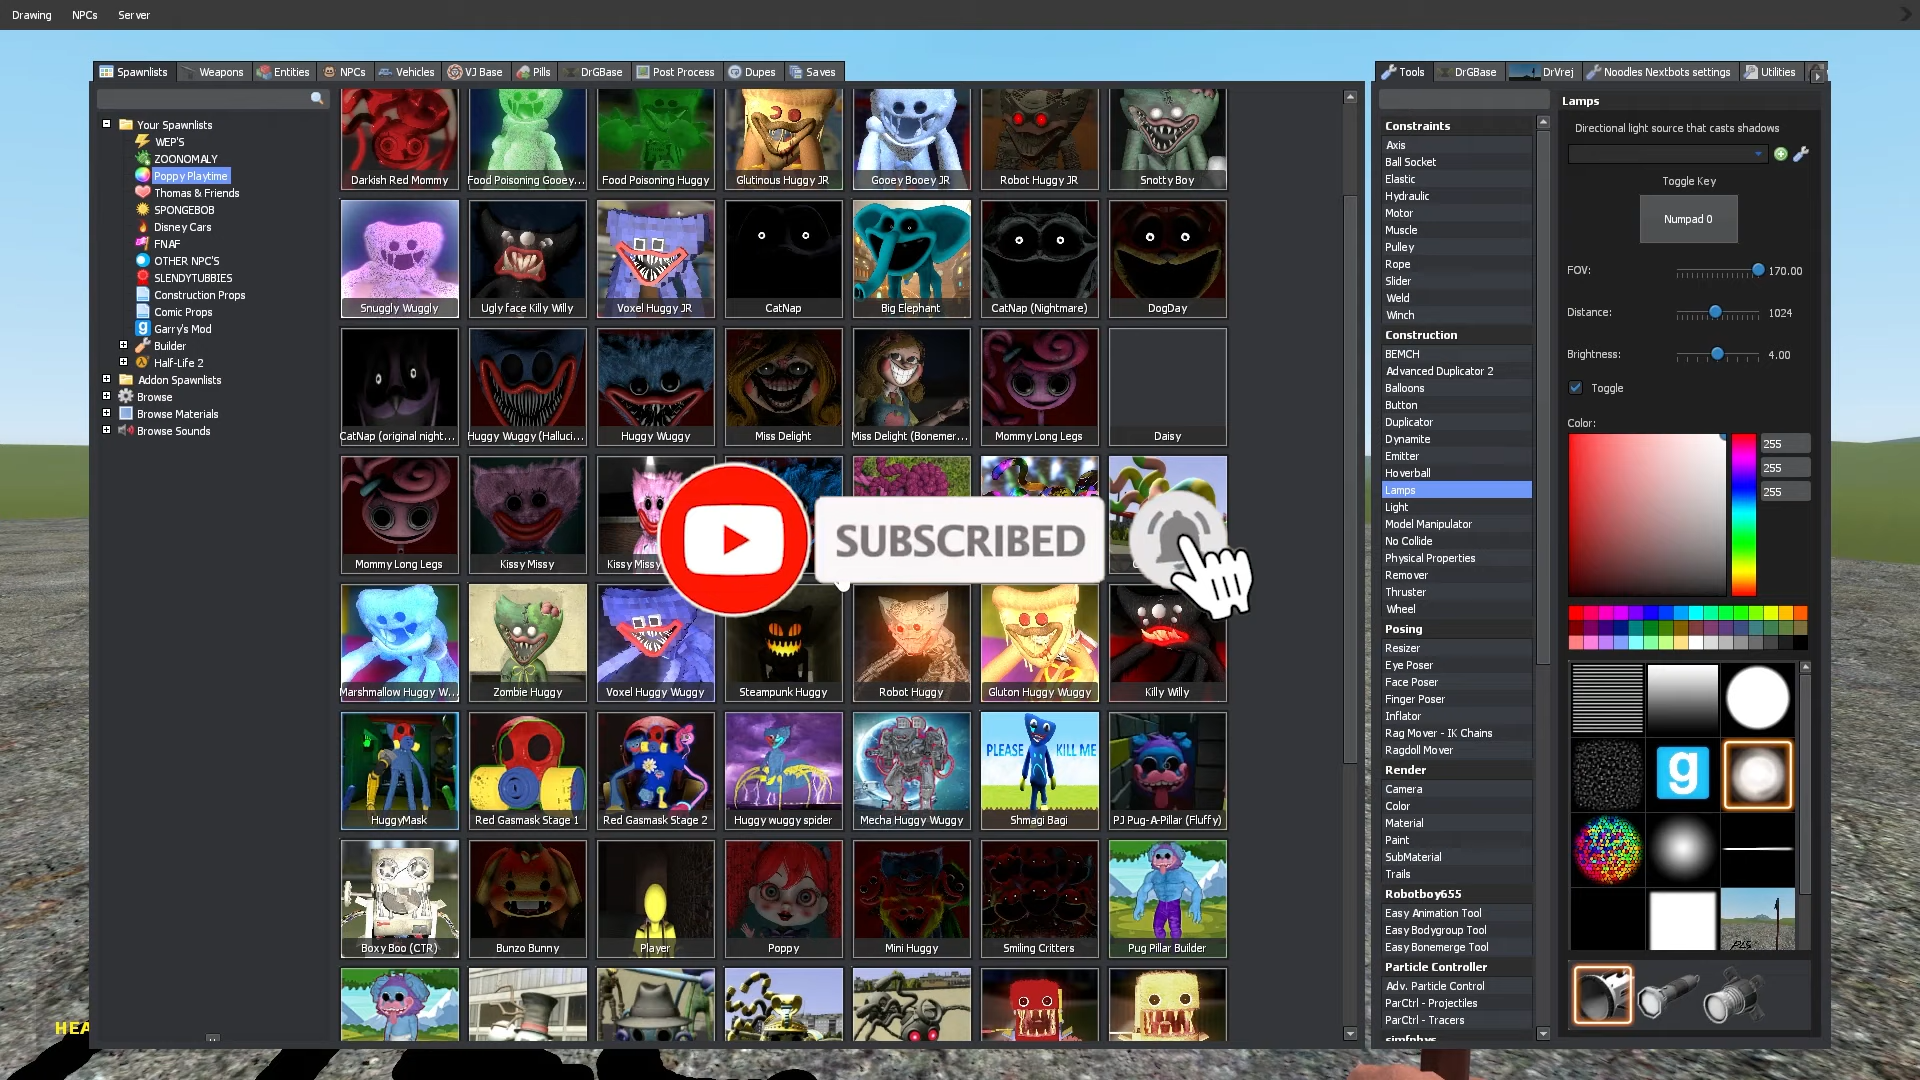 Drawing NPCs Server
Spawnlists Weapons Entities NPCs Vehicles VJ Base Pills DrGBase Post Process Dupes Saves
Tools DrGBase DrVrej Noodles Nextbots settings Utilities
Your Spawnlists
WEP'S
ZOONOMALY
Poppy Playtime
Thomas & Friends
SPONGEBOB
Disney Cars
FNAF
OTHER NPC'S
SLENDYTUBBIES
Construction Props
Comic Props
Garry's Mod
Builder
Half-Life 2
Addon Spawnlists
Browse
Browse Materials
Browse Sounds
Darkish Red Mommy Food Poisoning Gooey... Food Poisoning Huggy Glutinous Huggy JR Gooey Booey JR Robot Huggy JR Snotty Boy
Snuggly Wuggly Ugly face Killy Willy Voxel Huggy JR CatNap Big Elephant CatNap (Nightmare) DogDay
CatNap (original night... Huggy Wuggy (Halluci... Huggy Wuggy Miss Delight Miss Delight (Bonemer... Mommy Long Legs Daisy
Mommy Long Legs Kissy Missy Kissy Miss
SUBSCRIBED
Marshmallow Huggy W... Zombie Huggy Voxel Huggy Wuggy Steampunk Huggy Robot Huggy Gluton Huggy Wuggy Killy Willy
PLEASE KILL ME
HuggyMask Red Gasmask Stage 1 Red Gasmask Stage 2 Huggy wuggy spider Mecha Huggy Wuggy Shmagi Bagi PJ Pug-A-Pillar (Fluffy)
Boxy Boo (CTR) Bunzo Bunny Player Poppy Mini Huggy Smiling Critters Pug Pillar Builder
HEA
Constraints
Axis
Ball Socket
Elastic
Hydraulic
Motor
Muscle
Pulley
Rope
Slider
Weld
Winch
Construction
BEMCH
Advanced Duplicator 2
Balloons
Button
Duplicator
Dynamite
Emitter
Hoverball
Lamps
Light
Model Manipulator
No Collide
Physical Properties
Remover
Thruster
Wheel
Posing
Resizer
Eye Poser
Face Poser
Finger Poser
Inflator
Rag Mover - IK Chains
Ragdoll Mover
Render
Camera
Color
Material
Paint
SubMaterial
Trails
Robotboy655
Easy Animation Tool
Easy Bodygroup Tool
Easy Bonemerge Tool
Particle Controller
Adv. Particle Control
ParCtrl - Projectiles
ParCtrl - Tracers
simfphys
Lamps
Directional light source that casts shadows
Toggle Key
Numpad 0
FOV: 170.00
Distance: 1024
Brightness: 4.00
Toggle
Color:
255
255
255
g